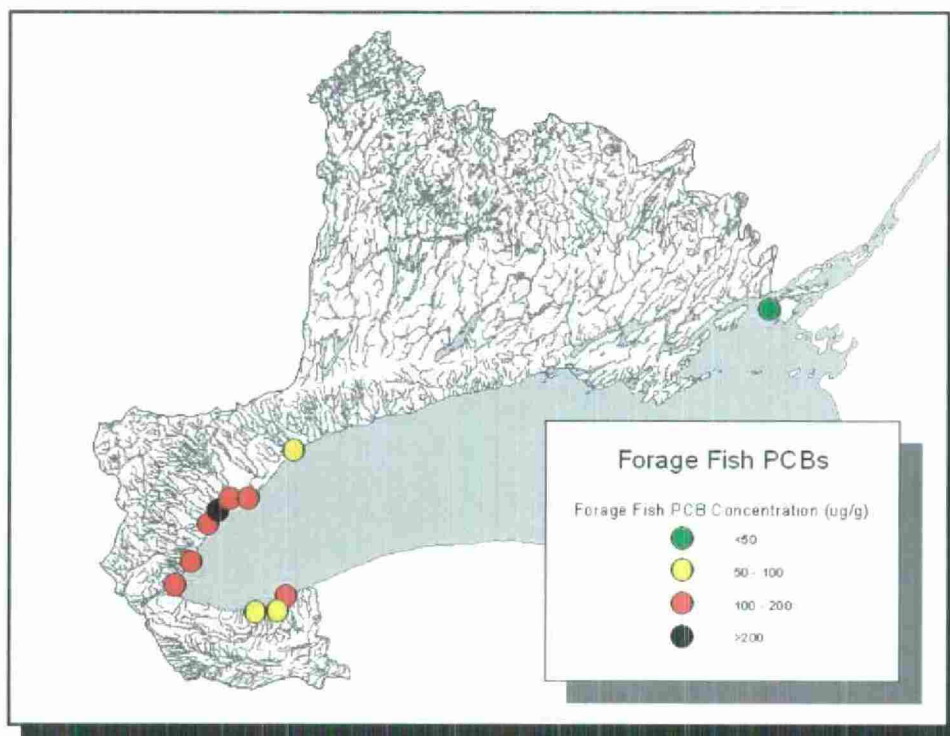 Forage Fish PCBs
Forage Fish PCB Concentration (ug/g)
<50
50 - 100
100 - 200
>200